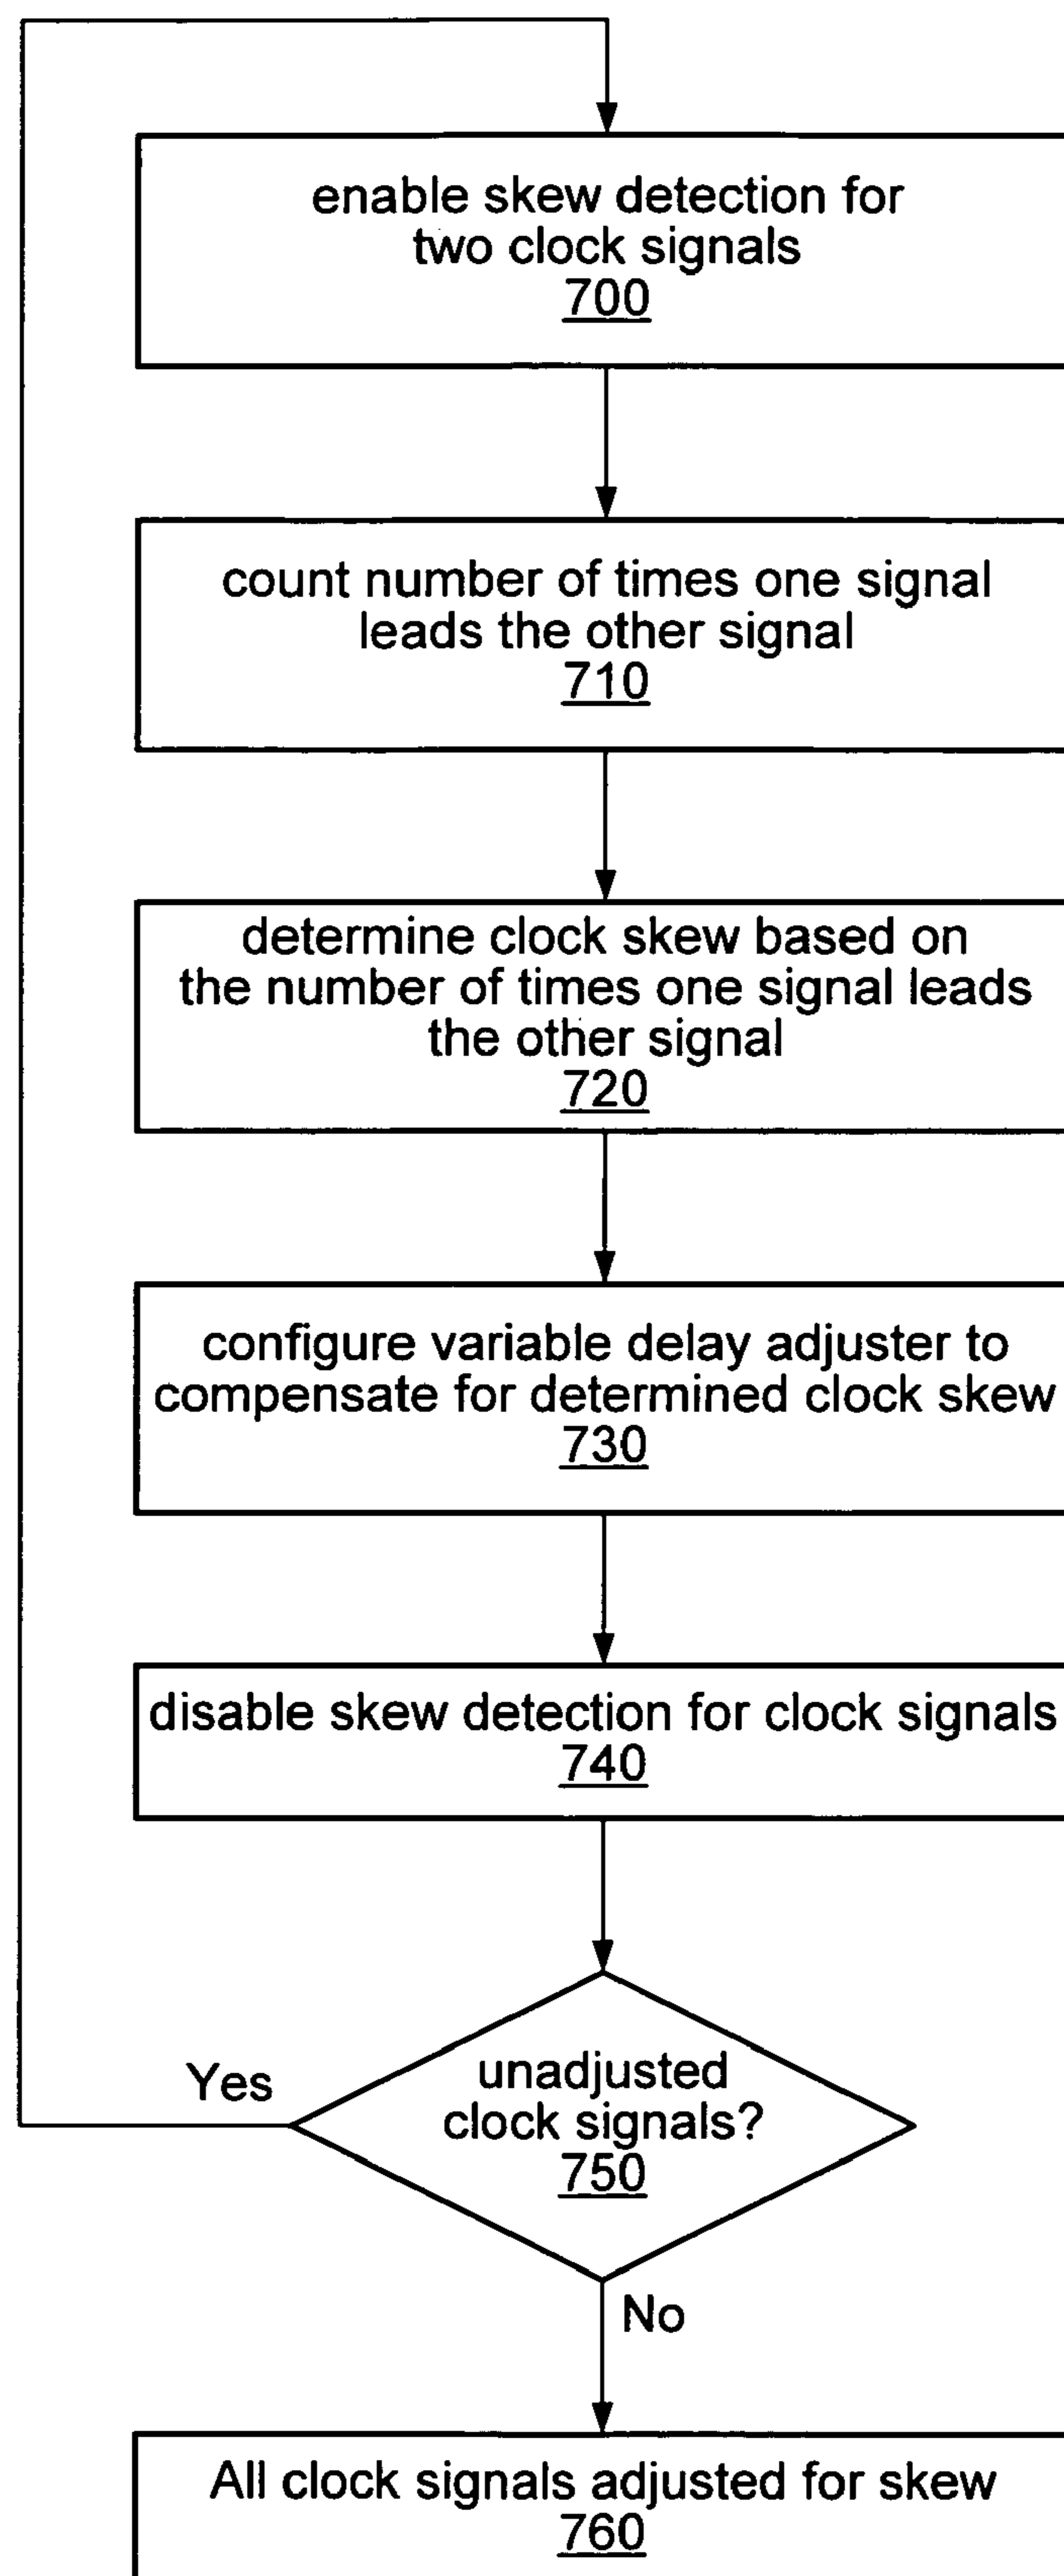 enable skew detection for
two clock signals
700
count number of times one signal
leads the other signal
710
determine clock skew based on
the number of times one signal leads
the other signal
720
configure variable delay adjuster to
compensate for determined clock skew
730
disable skew detection for clock signals
740
Yes
unadjusted
clock signals?
750
No
All clock signals adjusted for skew
760